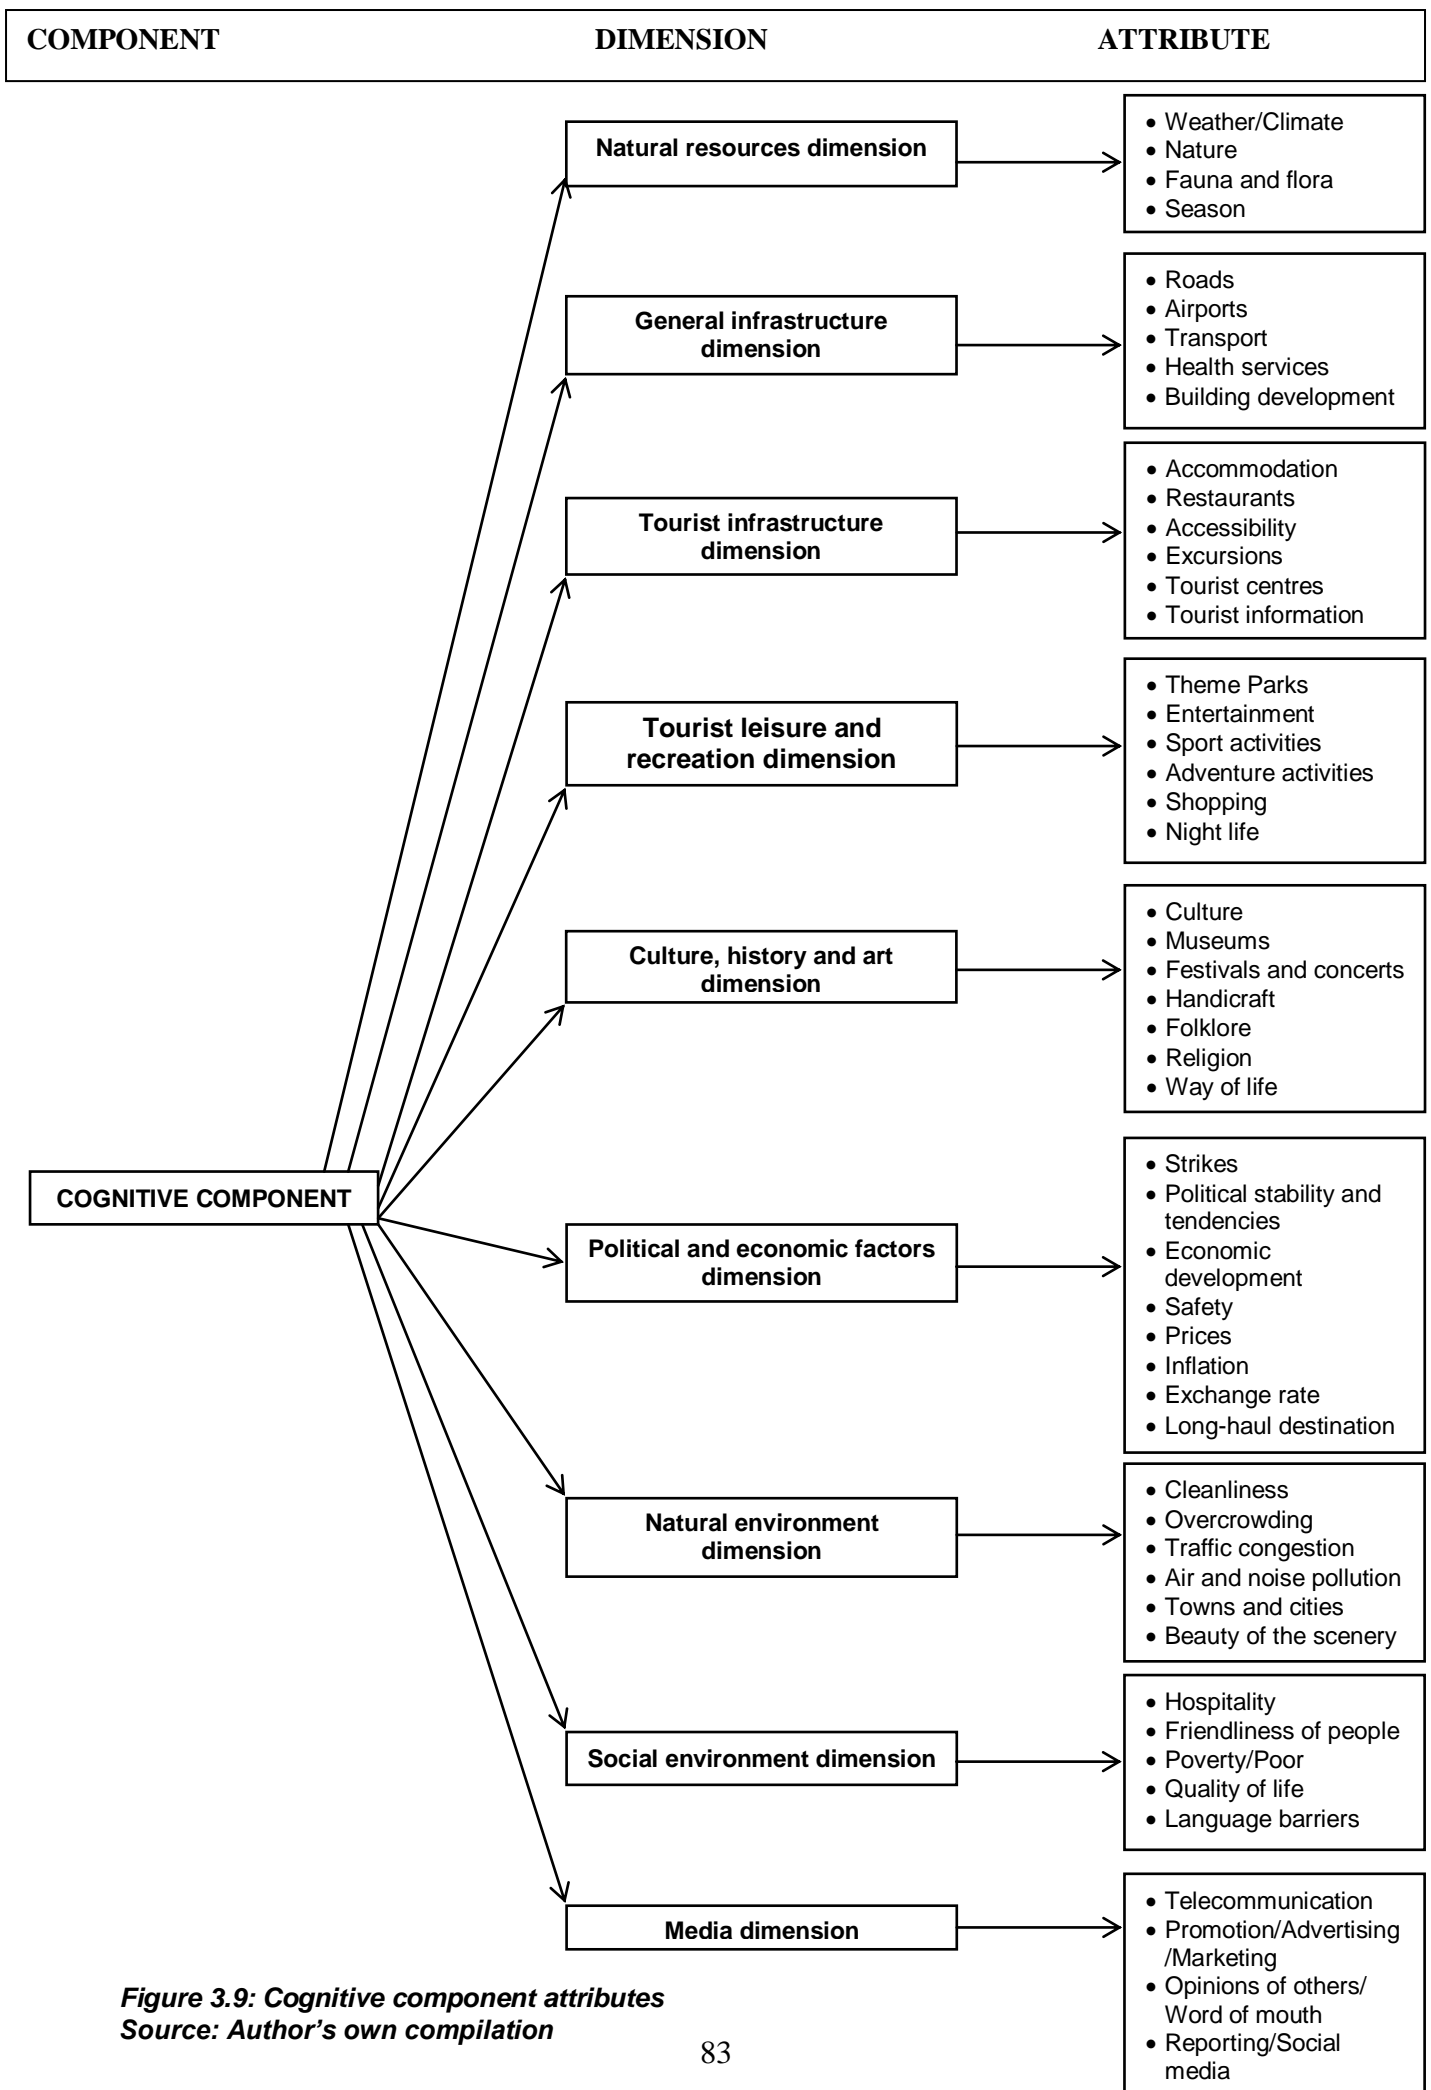 COMPONENT DIMENSION ATTRIBUTE
Natural resources dimension
• Weather/Climate
• Nature
• Fauna and flora
• Season
General infrastructure
dimension
• Roads
• Airports
• Transport
• Health services
• Building development
Tourist infrastructure
dimension
• Accommodation
• Restaurants
• Accessibility
• Excursions
• Tourist centres
• Tourist information
Tourist leisure and
recreation dimension
• Theme Parks
• Entertainment
• Sport activities
• Adventure activities
• Shopping
• Night life
Culture, history and art
dimension
• Culture
• Museums
• Festivals and concerts
• Handicraft
• Folklore
• Religion
• Way of life
COGNITIVE COMPONENT
Political and economic factors
dimension
• Strikes
• Political stability and
tendencies
• Economic
development
• Safety
• Prices
• Inflation
• Exchange rate
• Long-haul destination
Natural environment
dimension
• Cleanliness
• Overcrowding
• Traffic congestion
• Air and noise pollution
• Towns and cities
• Beauty of the scenery
Social environment dimension
• Hospitality
• Friendliness of people
• Poverty/Poor
• Quality of life
• Language barriers
Media dimension
• Telecommunication
• Promotion/Advertising
/Marketing
• Opinions of others/
Word of mouth
• Reporting/Social
media
Figure 3.9: Cognitive component attributes
Source: Author's own compilation
83